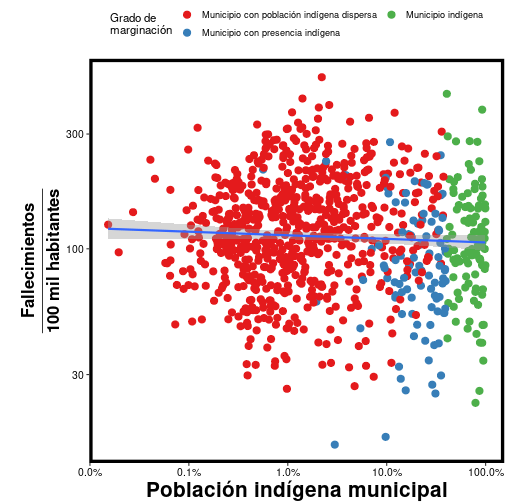 Grado de
marginación
Municipio con población indígena dispersa
Municipio indígena
Municipio con presencia indígena
300
100
30
Fallecimientos
100 mil habitantes
0.0%
0.1%
1.0%
10.0%
100.0%
Población indígena municipal